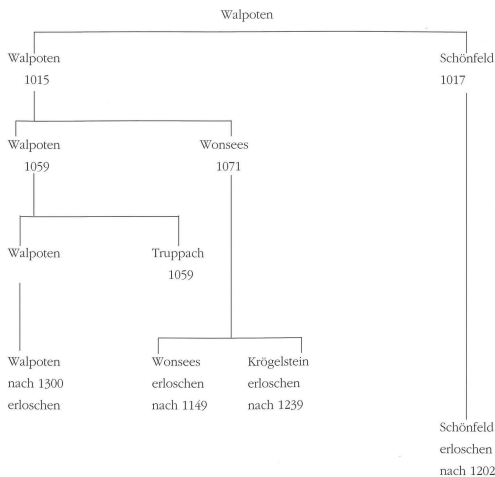 Walpoten
Walpoten
1015
Schönfeld
1017
Walpoten
1059
Wonsees
1071
Walpoten
Truppach
1059
Walpoten
nach 1300
erloschen
Wonsees
erloschen
nach 1149
Krögelstein
erloschen
nach 1239
Schönfeld
erloschen
nach 1202